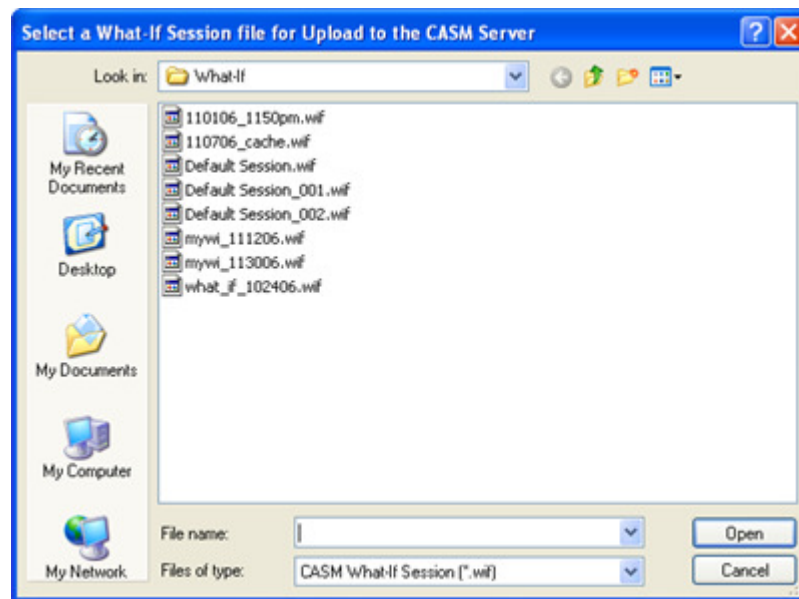 Select a What-If Session file for Upload to the CASM Server
Look in: What-If
110106_1150pm.wif
110706_cache.wif
Default Session.wif
Default Session_001.wif
Default Session_002.wif
mywi_111206.wif
mywi_113006.wif
what_if_102406.wif
My Recent
Documents
Desktop
My Documents
My Computer
My Network
File name:
Open
Files of type: CASM What-If Session (*.wif)
Cancel